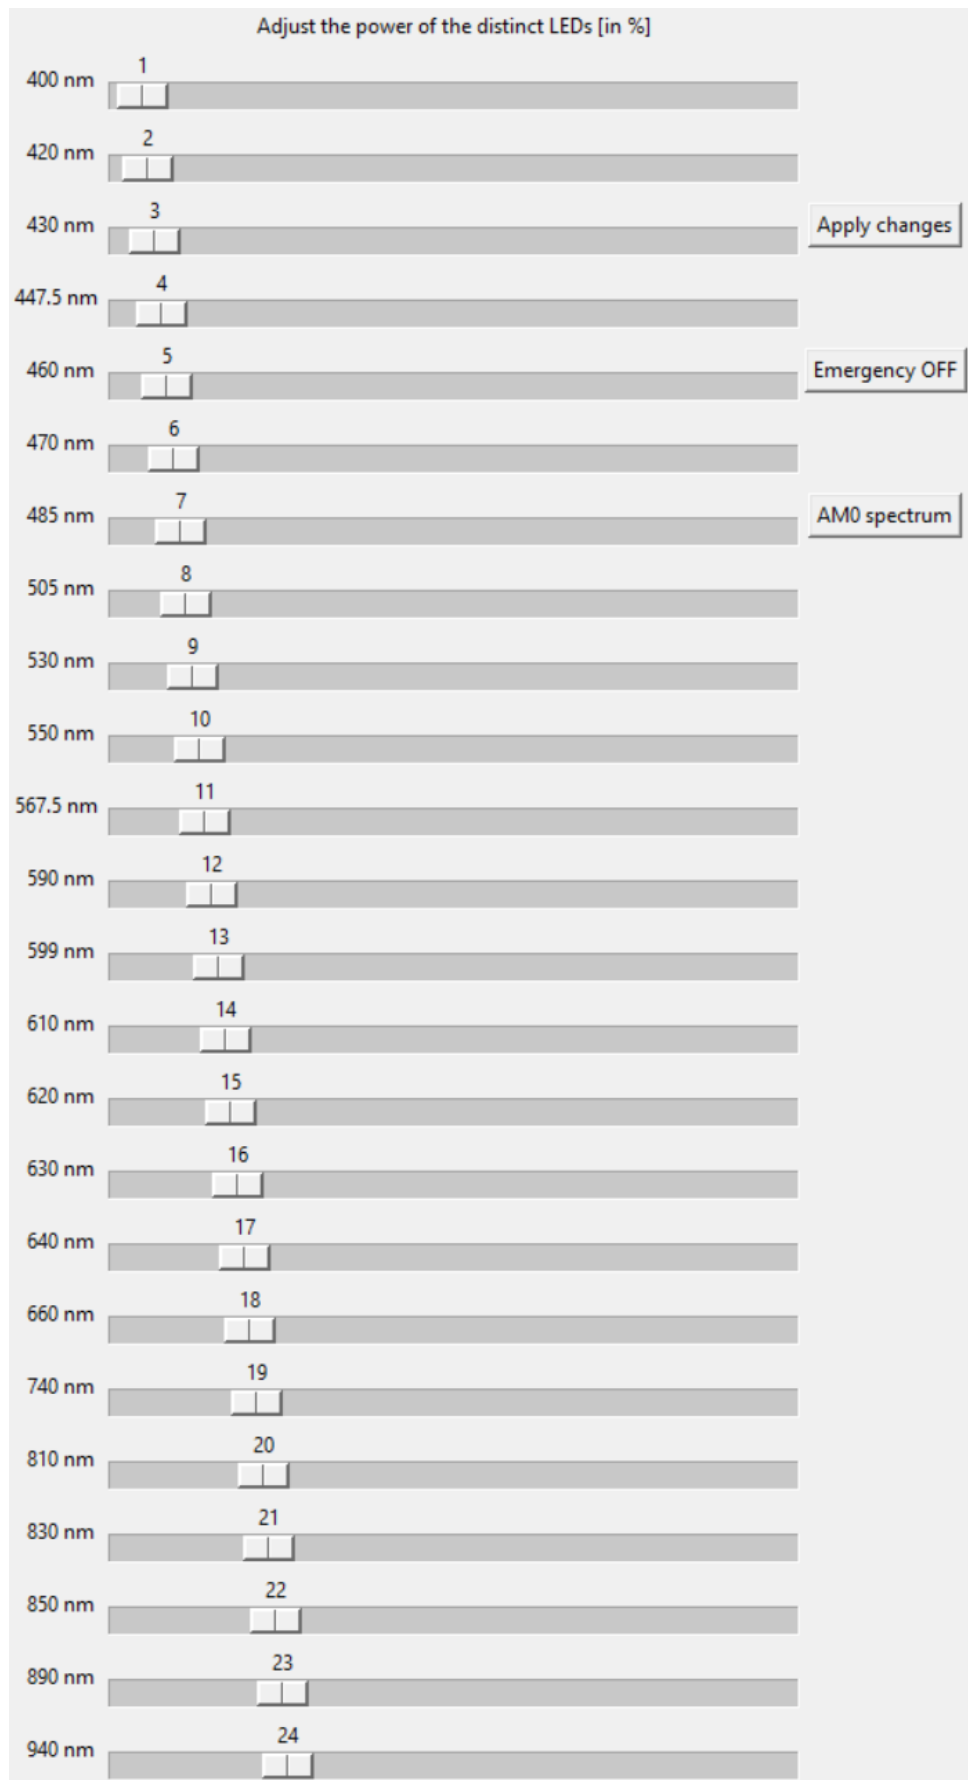 Adjust the power of the distinct LEDs [in %]
1
400 nm
2
420 nm
3
430 nm
Apply changes
4
447.5 nm
5
460 nm
Emergency OFF
6
470 nm
7
485 nm
AM0 spectrum
8
505 nm
9
530 nm
10
550 nm
11
567.5 nm
12
590 nm
13
599 nm
14
610 nm
15
620 nm
16
630 nm
17
640 nm
18
660 nm
19
740 nm
20
810 nm
21
830 nm
22
850 nm
23
890 nm
24
940 nm